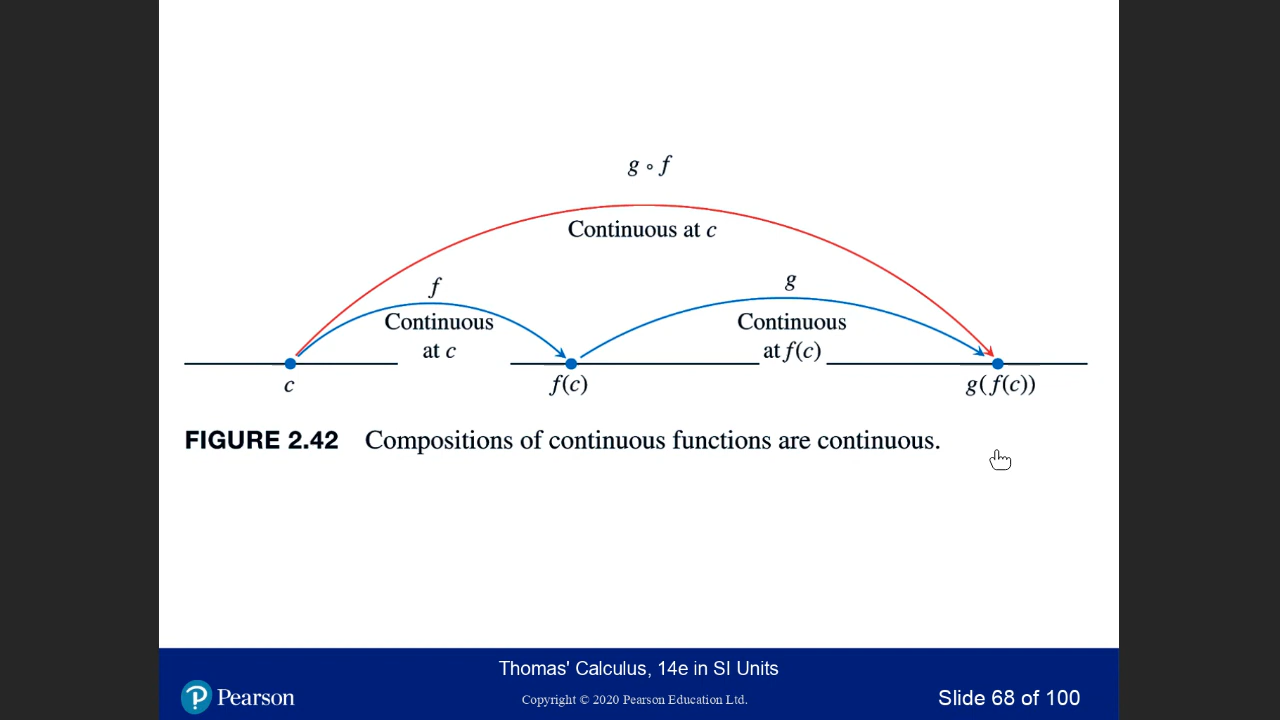 g ∘ f
Continuous at c
f
g
Continuous
at c
Continuous
at f(c)
c
f(c)
g(f(c))
FIGURE 2.42 Compositions of continuous functions are continuous.
Thomas' Calculus, 14e in SI Units
Pearson
Copyright © 2020 Pearson Education Ltd.
Slide 68 of 100